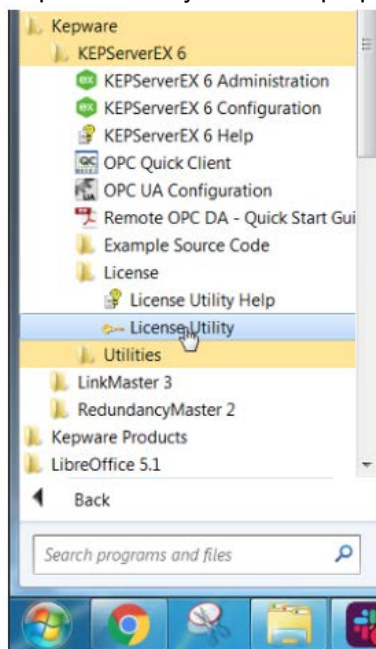 Kepware
KEPServerEX 6
KEPServerEX 6 Administration
KEPServerEX 6 Configuration
KEPServerEX 6 Help
OPC Quick Client
OPC UA Configuration
Remote OPC DA - Quick Start Gui
Example Source Code
License
License Utility Help
License Utility
Utilities
LinkMaster 3
RedundancyMaster 2
Kepware Products
LibreOffice 5.1
Back
Search programs and files